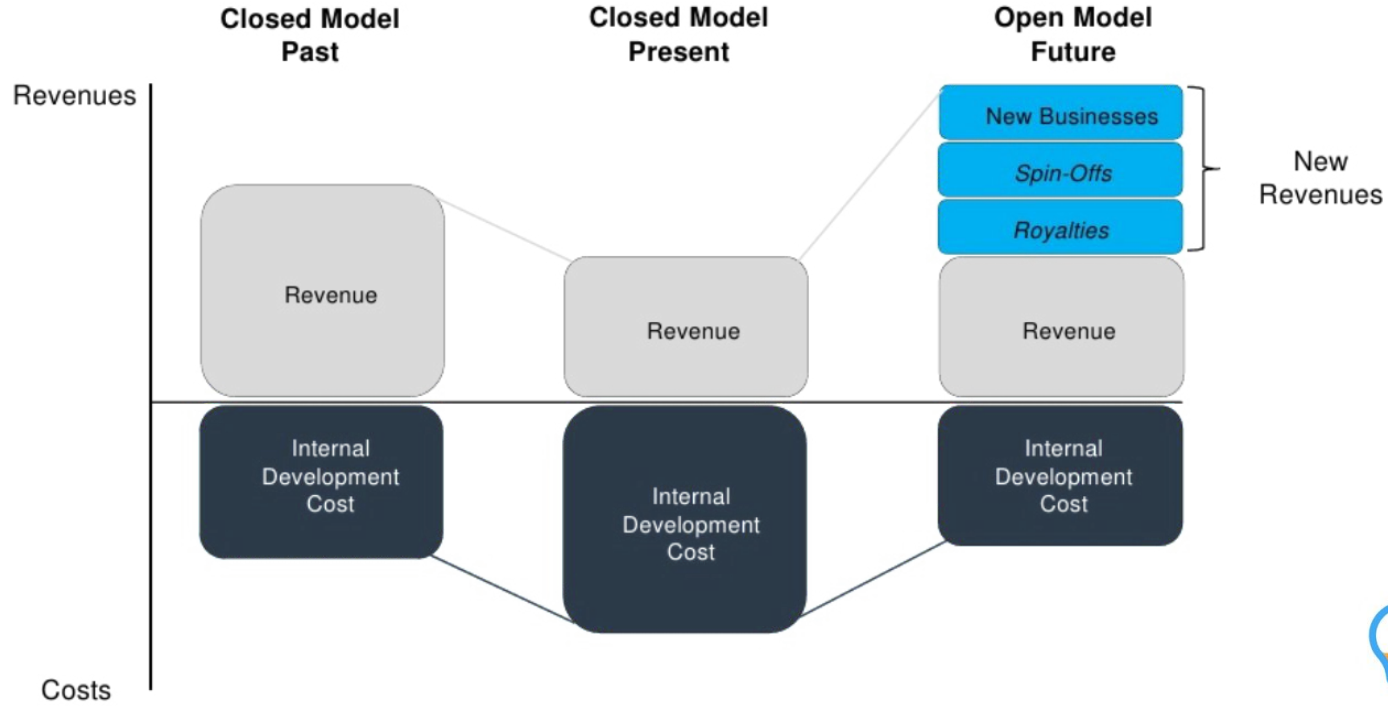 Closed Model
Past
Closed Model
Present
Open Model
Future
Revenues
New Businesses
Spin-Offs
Royalties
New
Revenues
Revenue
Revenue
Revenue
Internal
Development
Cost
Internal
Development
Cost
Internal
Development
Cost
Costs